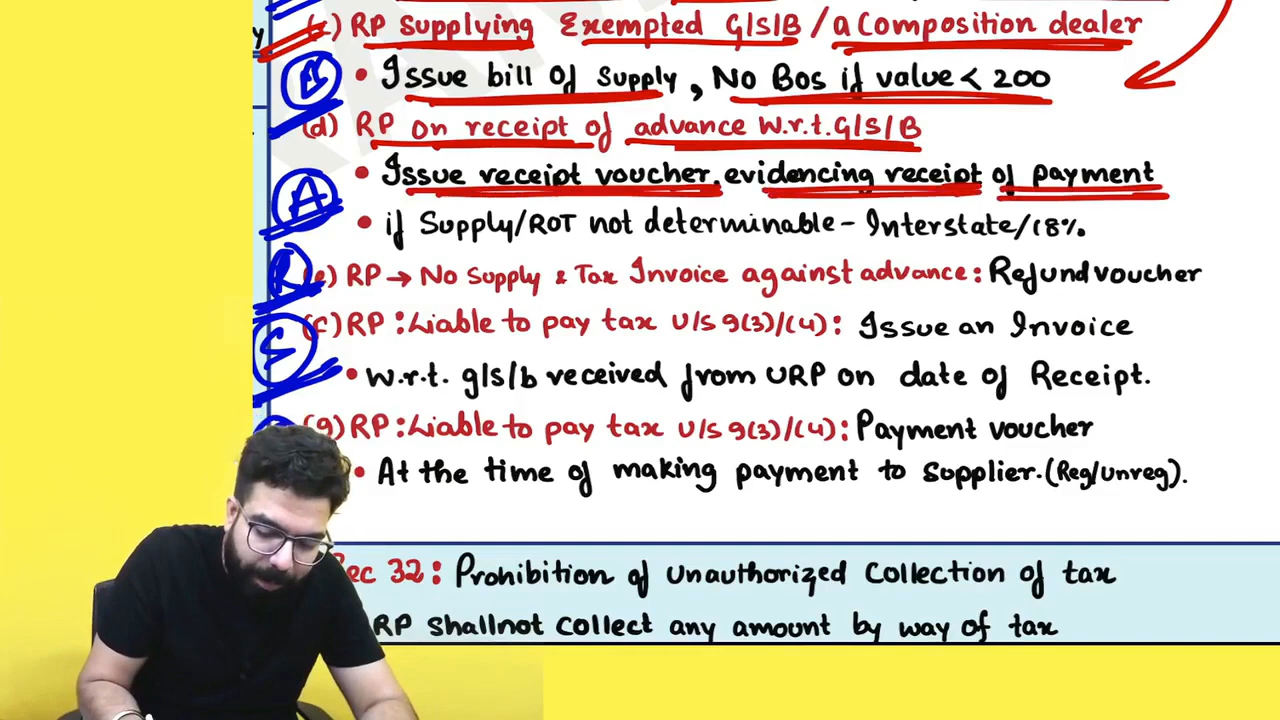 (c) RP Supplying Exempted G/S/B / a Composition dealer
BS • Issue bill of supply, No Bos if value < 200
(d) RP on receipt of advance w.r.t. G/S/B
A • Issue receipt voucher, evidencing receipt of payment
• if Supply/ROT not determinable - Interstate/18%.
R (e) RP → No Supply & Tax Invoice against advance: Refund voucher
(f) RP: Liable to pay tax U/S 9(3)/(4): Issue an Invoice
• w.r.t. g/s/b received from URP on date of Receipt.
(g) RP: Liable to pay tax U/S 9(3)/(4): Payment voucher
• At the time of making payment to Supplier. (Reg/Unreg).
Sec 32: Prohibition of Unauthorized Collection of tax
RP shallnot collect any amount by way of tax